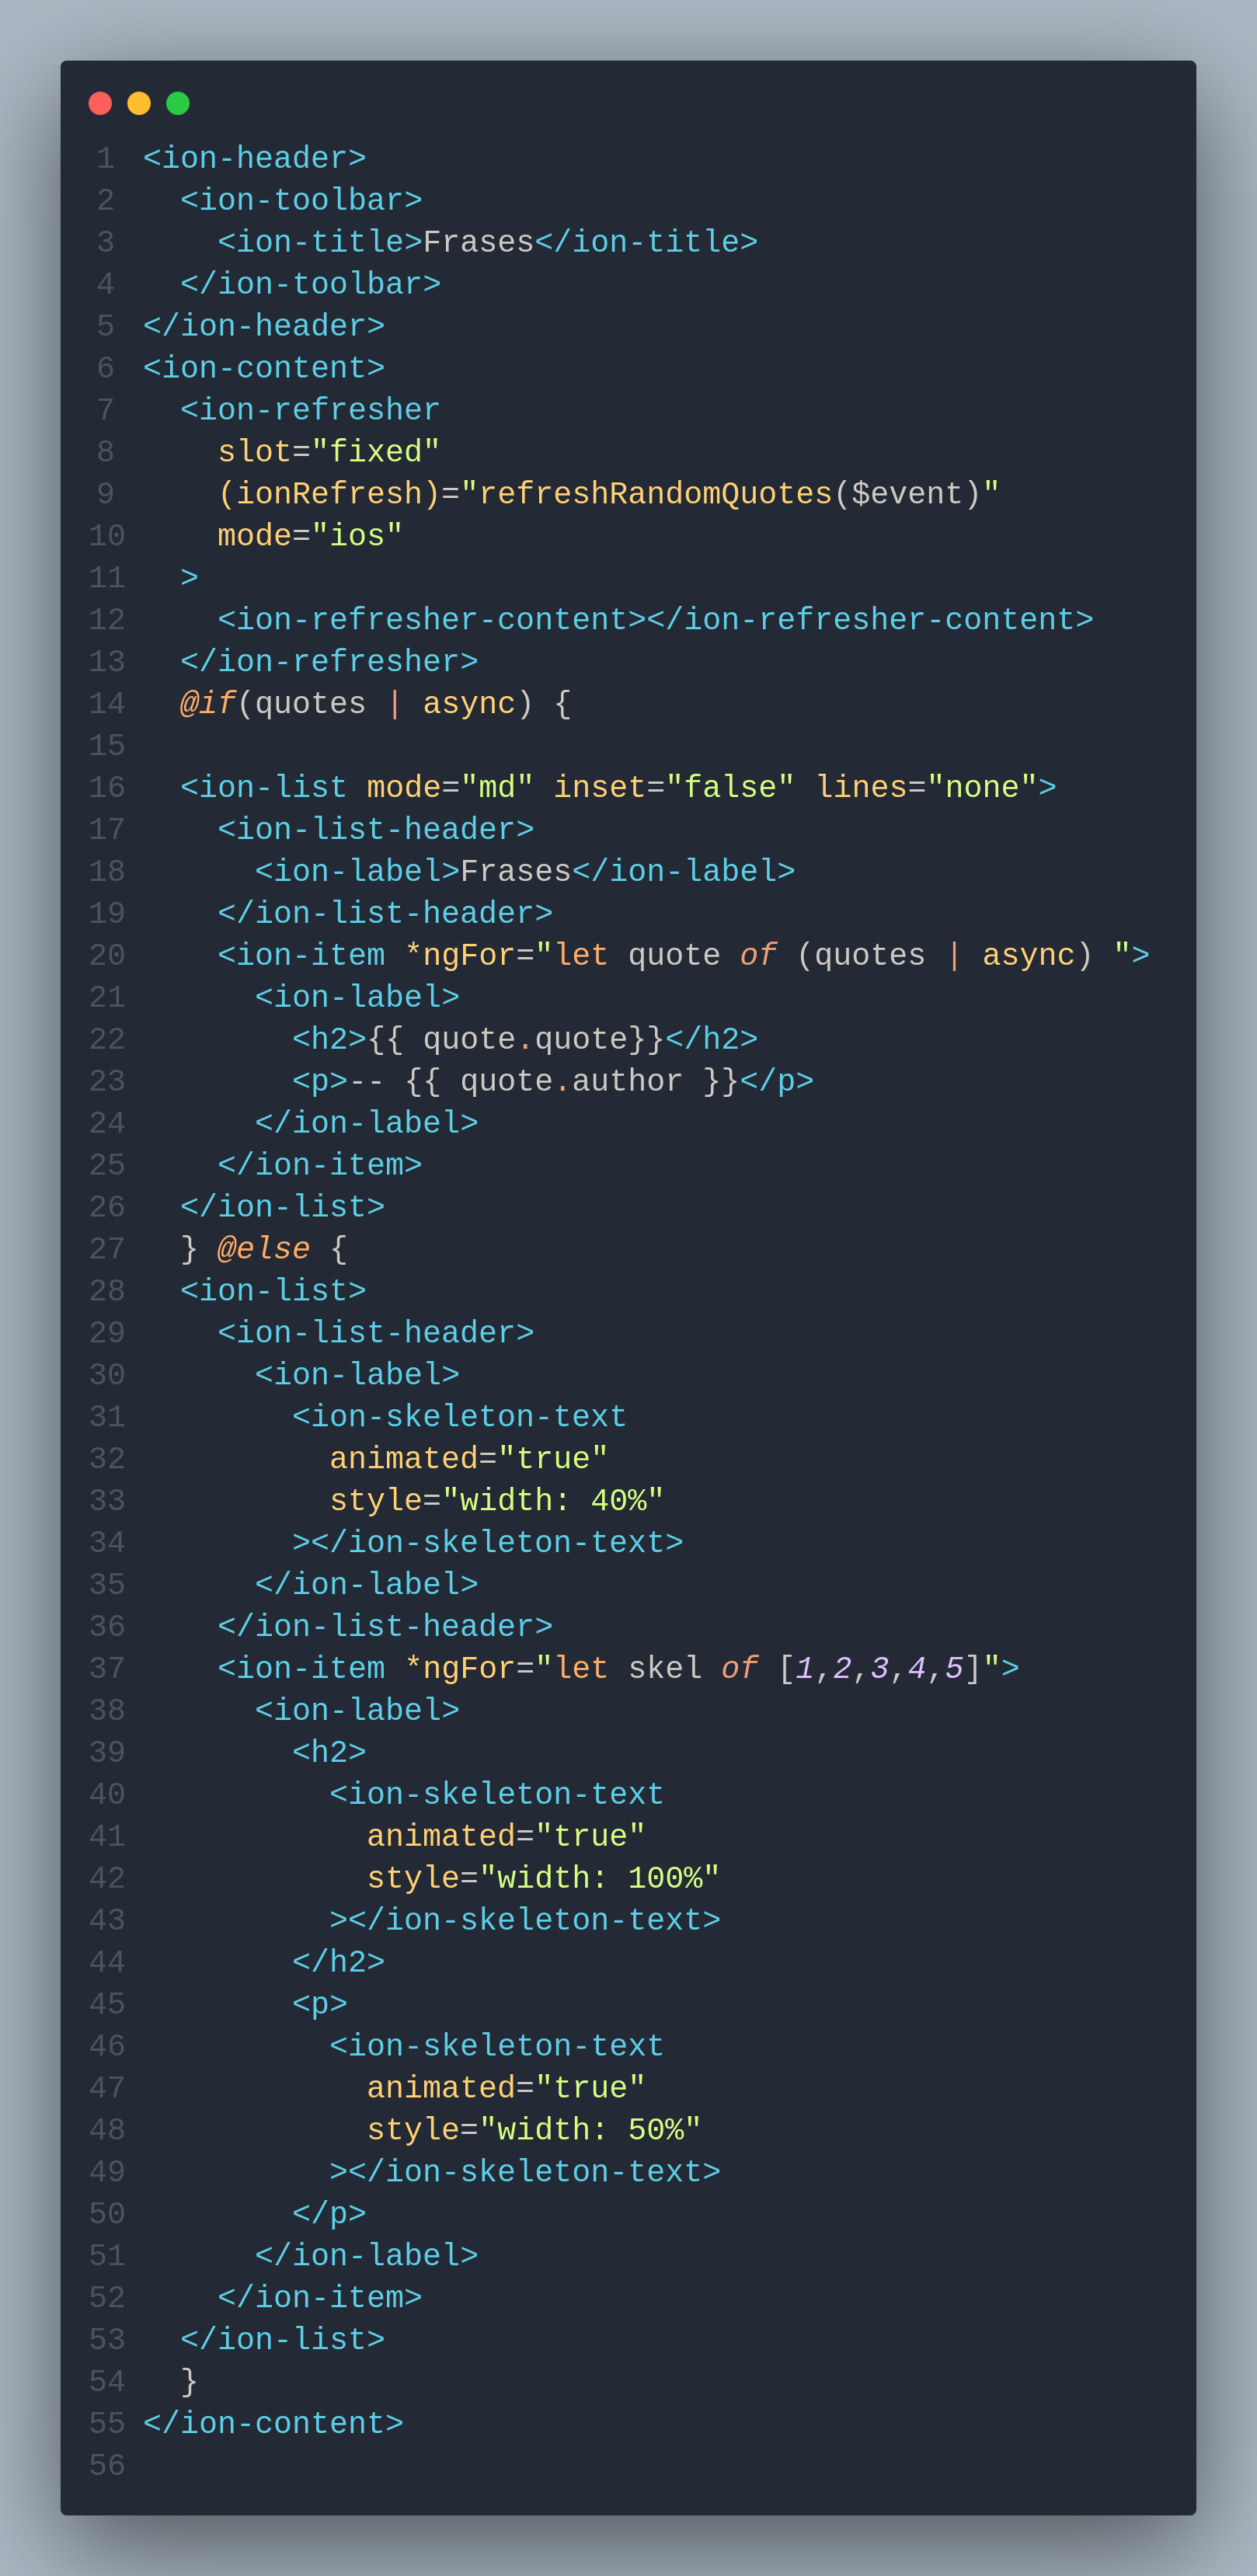 1 <ion-header>
2   <ion-toolbar>
3     <ion-title>Frases</ion-title>
4   </ion-toolbar>
5 </ion-header>
6 <ion-content>
7   <ion-refresher
8     slot="fixed"
9     (ionRefresh)="refreshRandomQuotes($event)"
10     mode="ios"
11   >
12     <ion-refresher-content></ion-refresher-content>
13   </ion-refresher>
14   @if(quotes | async) {
15
16   <ion-list mode="md" inset="false" lines="none">
17     <ion-list-header>
18       <ion-label>Frases</ion-label>
19     </ion-list-header>
20     <ion-item *ngFor="let quote of (quotes | async) ">
21       <ion-label>
22         <h2>{{ quote.quote}}</h2>
23         <p>-- {{ quote.author }}</p>
24       </ion-label>
25     </ion-item>
26   </ion-list>
27   } @else {
28   <ion-list>
29     <ion-list-header>
30       <ion-label>
31         <ion-skeleton-text
32           animated="true"
33           style="width: 40%"
34         ></ion-skeleton-text>
35       </ion-label>
36     </ion-list-header>
37     <ion-item *ngFor="let skel of [1,2,3,4,5]">
38       <ion-label>
39         <h2>
40           <ion-skeleton-text
41             animated="true"
42             style="width: 100%"
43           ></ion-skeleton-text>
44         </h2>
45         <p>
46           <ion-skeleton-text
47             animated="true"
48             style="width: 50%"
49           ></ion-skeleton-text>
50         </p>
51       </ion-label>
52     </ion-item>
53   </ion-list>
54   }
55 </ion-content>
56